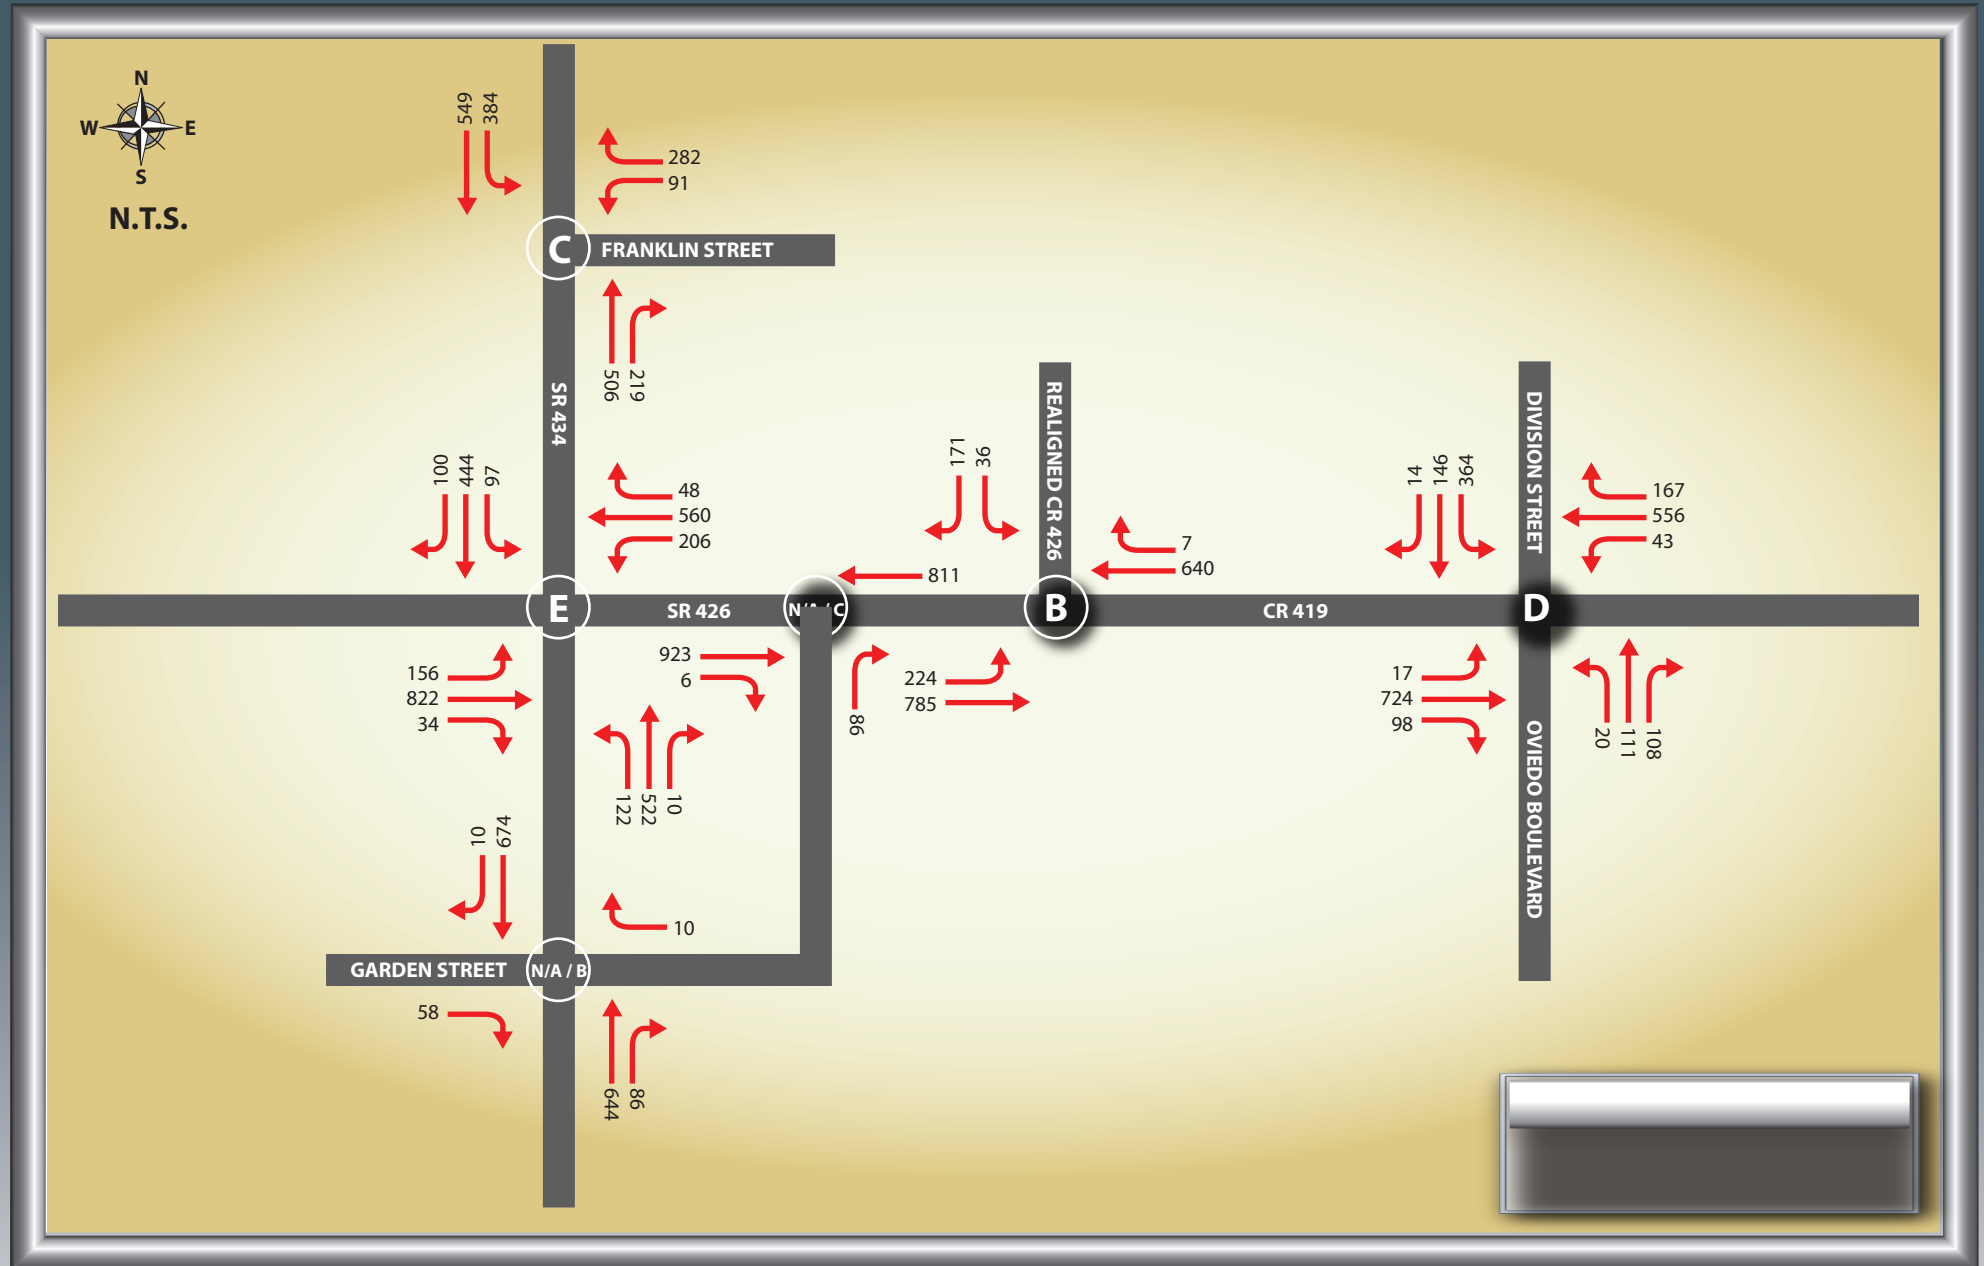 N
W E
S
N.T.S.
549
384
282
91
C
FRANKLIN STREET
506
219
SR 434
100
444
97
48
560
206
171
36
REALIGNED CR 426
7
640
14
146
364
DIVISION STREET
167
556
43
811
E
SR 426
N/A / C
B
CR 419
D
156
822
34
923
6
86
224
785
17
724
98
20
111
108
122
522
10
OVIEDO BOULEVARD
10
674
10
GARDEN STREET
N/A / B
58
644
86